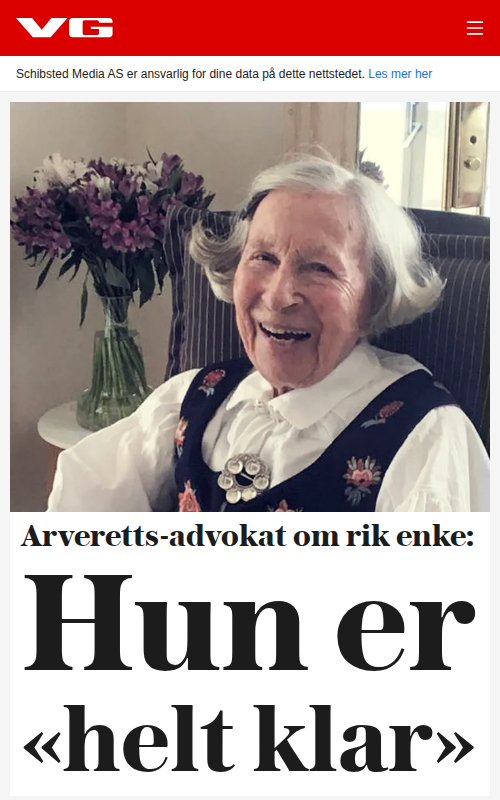 VG
Schibsted Media AS er ansvarlig for dine data på dette nettstedet. Les mer her
Arveretts-advokat om rik enke:
Hun er
«helt klar»